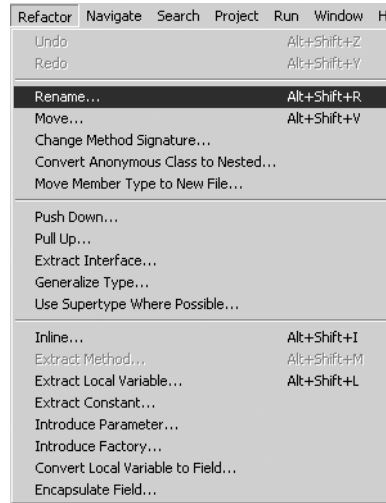 Refactor Navigate Search Project Run Window H
Undo Alt+Shift+Z
Redo Alt+Shift+Y
Rename... Alt+Shift+R
Move... Alt+Shift+V
Change Method Signature...
Convert Anonymous Class to Nested...
Move Member Type to New File...
Push Down...
Pull Up...
Extract Interface...
Generalize Type...
Use Supertype Where Possible...
Inline... Alt+Shift+I
Extract Method... Alt+Shift+M
Extract Local Variable... Alt+Shift+L
Extract Constant...
Introduce Parameter...
Introduce Factory...
Convert Local Variable to Field...
Encapsulate Field...